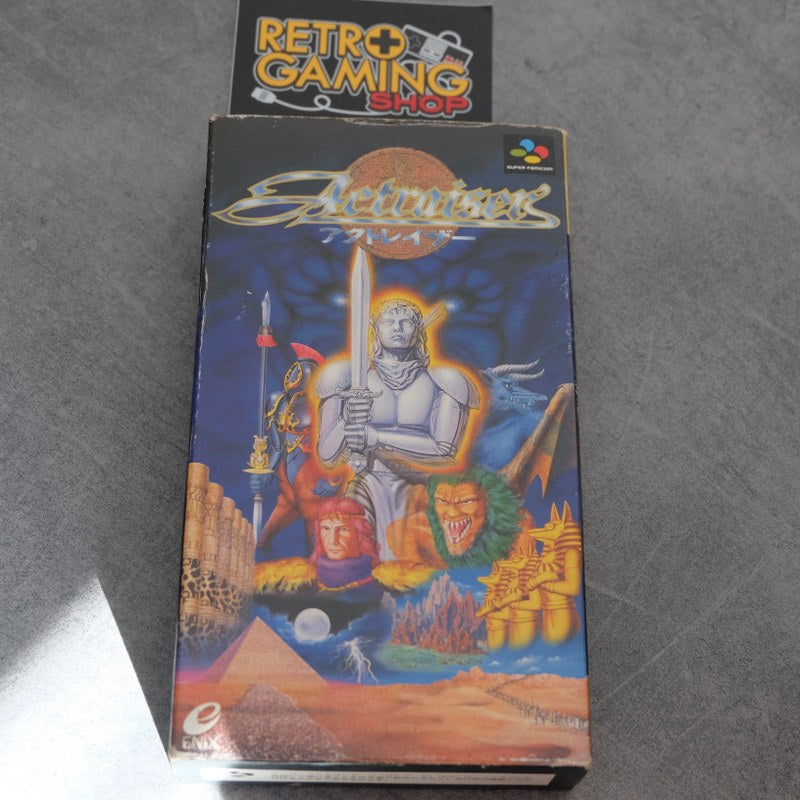 RETRO
GAMING
SHOP
SUPER FAMICOM
Actraiser
アクトレイザー
ENIX